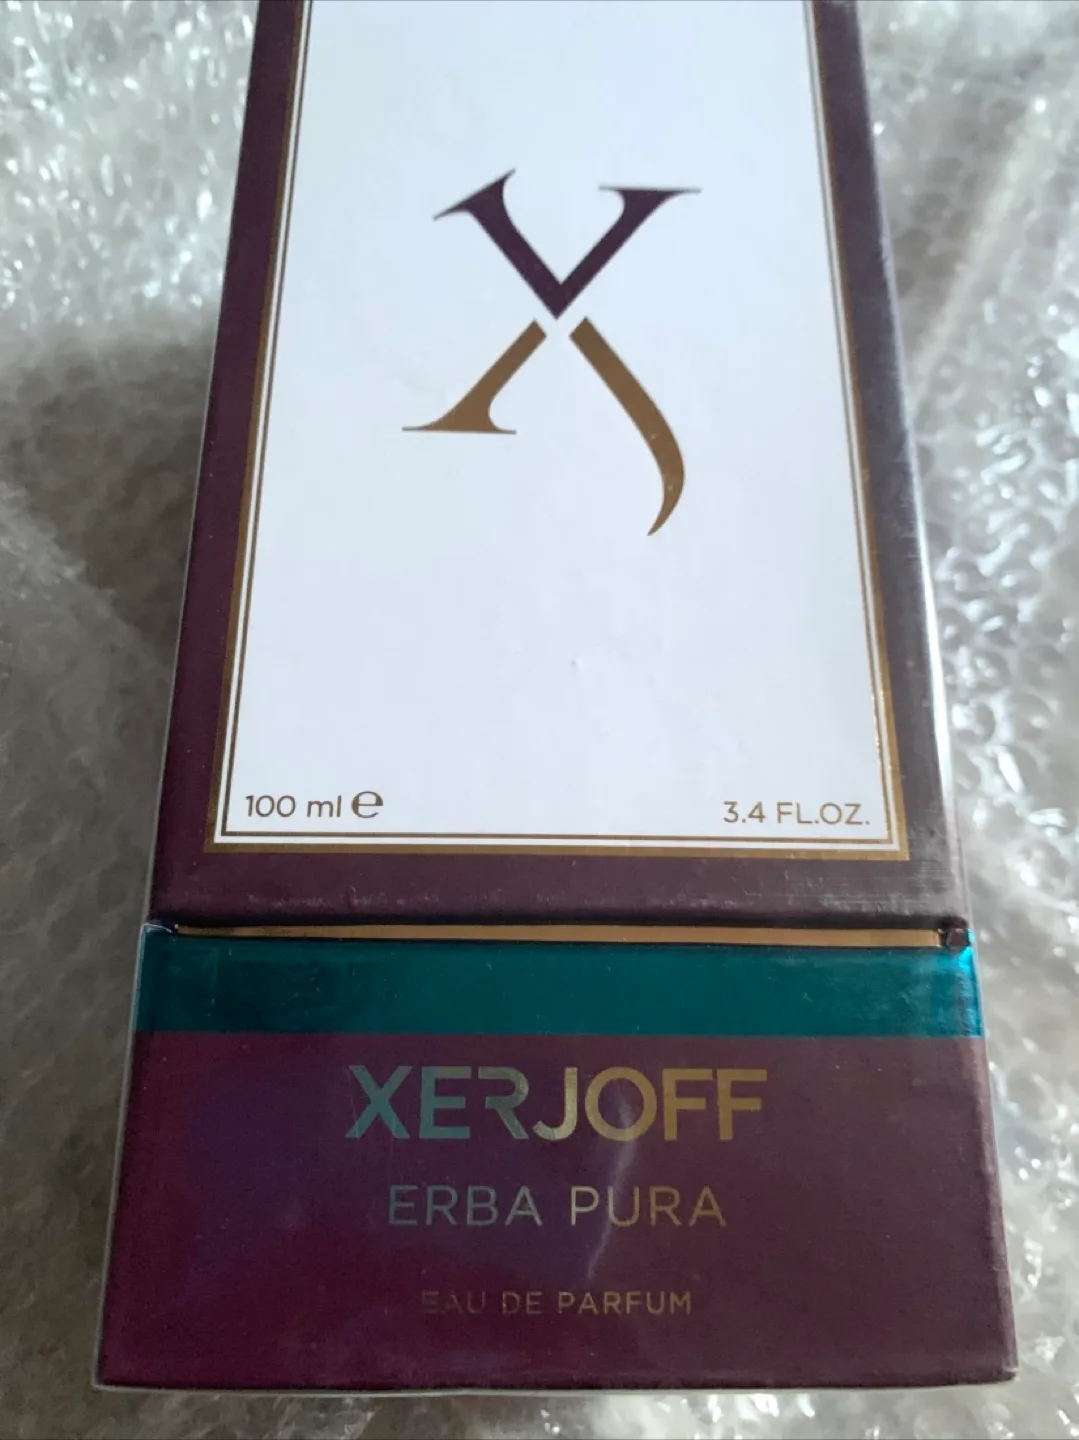 X
100 ml ℮
3.4 FL.OZ.
XERJOFF
ERBA PURA
EAU DE PARFUM